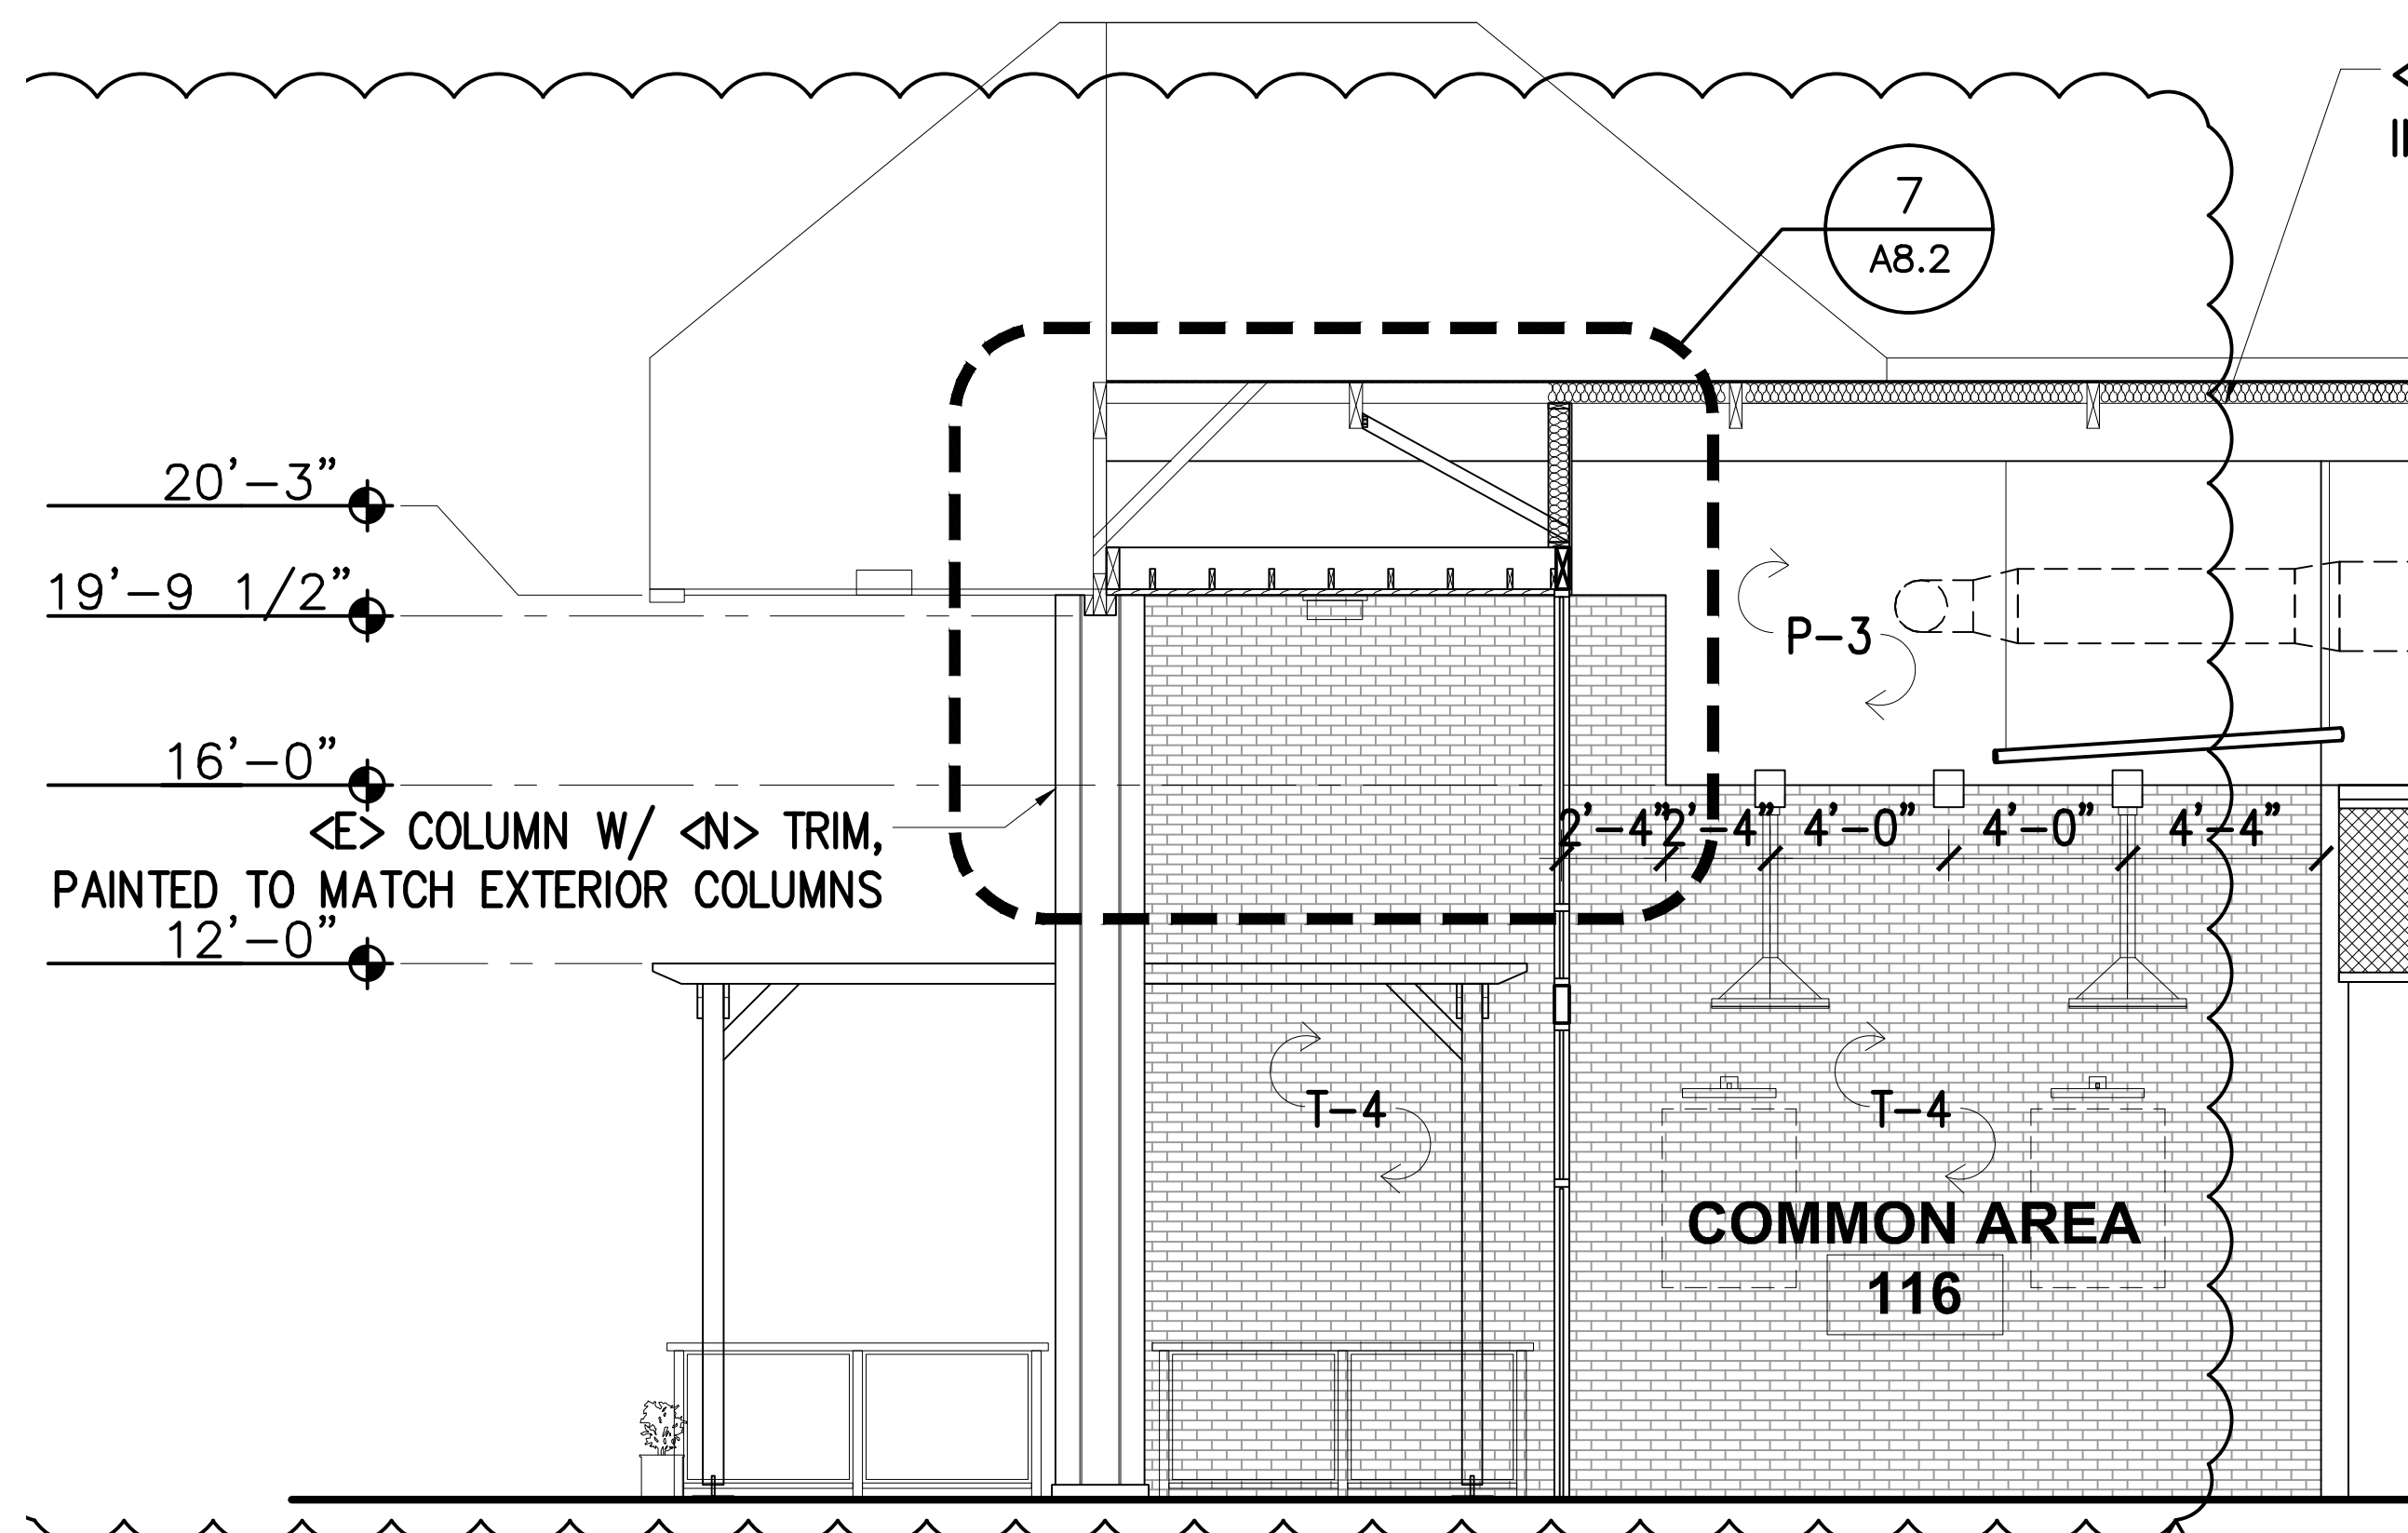 7
A8.2
20'-3"
19'-9 1/2"
P-3
16'-0"
<E> COLUMN W/ <N> TRIM,
PAINTED TO MATCH EXTERIOR COLUMNS
2'-4" 2'-4" 4'-0" 4'-0" 4'-4"
12'-0"
T-4 T-4
COMMON AREA
116